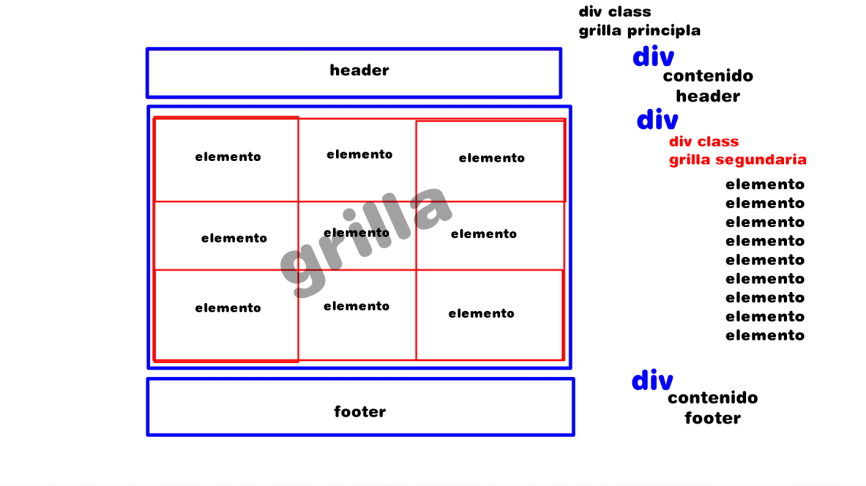 div class
grilla principla
header
div
contenido
header
div
div class
grilla segundaria
elemento elemento elemento
elemento elemento elemento
grilla
elemento elemento elemento
elemento
elemento
elemento
elemento
elemento
elemento
elemento
elemento
elemento
footer
div
contenido
footer